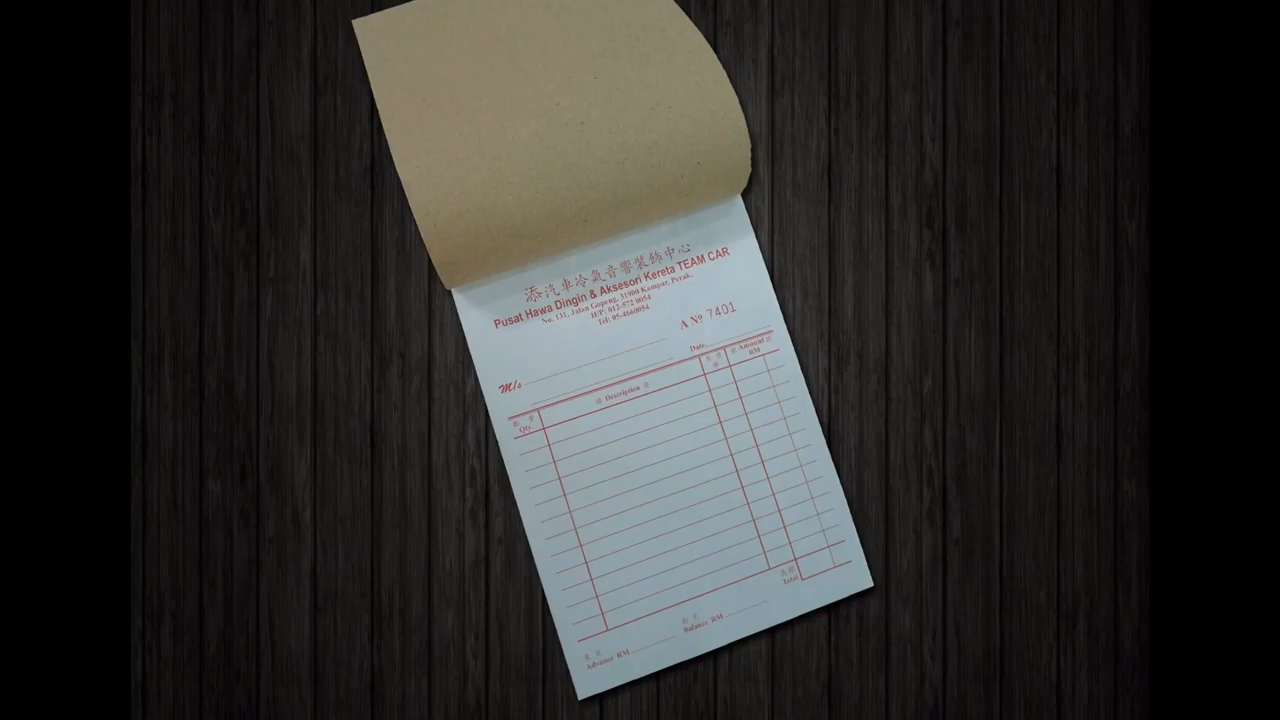 添汽車冷氣音響裝飾中心
Pusat Hawa Dingin & Aksesori Kereta TEAM CAR
No. 131, Jalan Gopeng, 31900 Kampar, Perak.
H/P: 012-572 0054
Tel: 05-4660054
A No 7401
M/s
Date
Qty.
Description
Amount
RM
Total
Balance RM
Advance RM